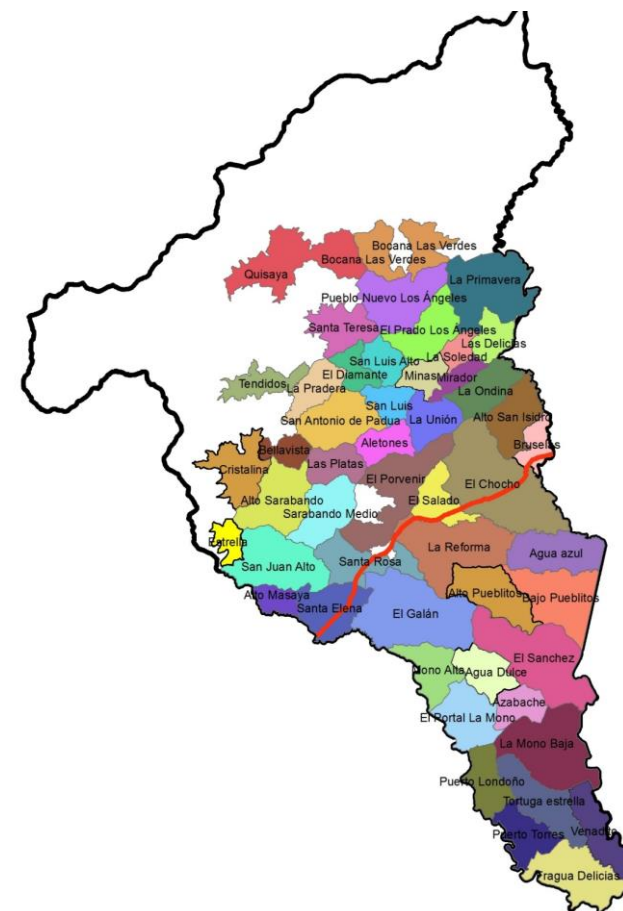 Bocana Las Verdes
Bocana Las Verdes
Quisaya
La Primavera
Pueblo Nuevo Los Ángeles
Santa Teresa
El Prado Los Angeles
Las Delicias
San Luis Alto
La Soledad
El Diamante
Minas
Mirador
Tendidos
La Pradera
La Ondina
San Luis
San Antonio de Padua
La Unión
Alto San Isidro
Aletones
Bruselas
Bellavista
Las Platas
Cristalina
El Porvenir
El Chocho
Alto Sarabando
El Salado
Sarabando Medio
Estrella
La Reforma
Agua azul
San Juan Alto
Santa Rosa
Alto Masaya
Alto Pueblitos
Bajo Pueblitos
Santa Elena
El Galán
El Sanchez
Mono Alta
Agua Dulce
Azabache
El Portal La Mono
La Mono Baja
Puerto Londoño
Tortuga estrella
Puerto Torres
Venadito
Fragua Delicias